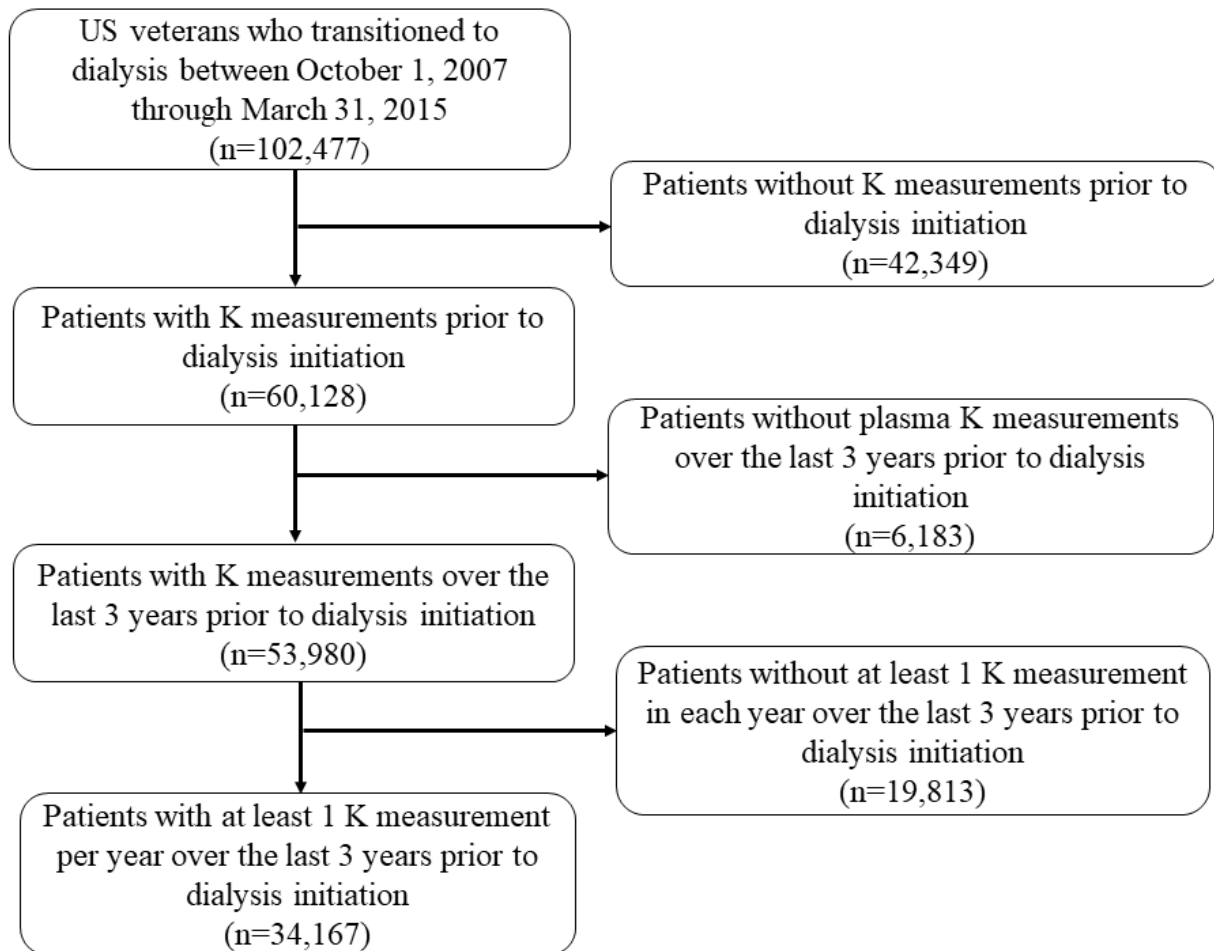 US veterans who transitioned to
dialysis between October 1, 2007
through March 31, 2015
(n=102,477)
Patients without K measurements prior to
dialysis initiation
(n=42,349)
Patients with K measurements prior to
dialysis initiation
(n=60,128)
Patients without plasma K measurements
over the last 3 years prior to dialysis
initiation
(n=6,183)
Patients with K measurements over the
last 3 years prior to dialysis initiation
(n=53,980)
Patients without at least 1 K measurement
in each year over the last 3 years prior to
dialysis initiation
(n=19,813)
Patients with at least 1 K measurement
per year over the last 3 years prior to
dialysis initiation
(n=34,167)